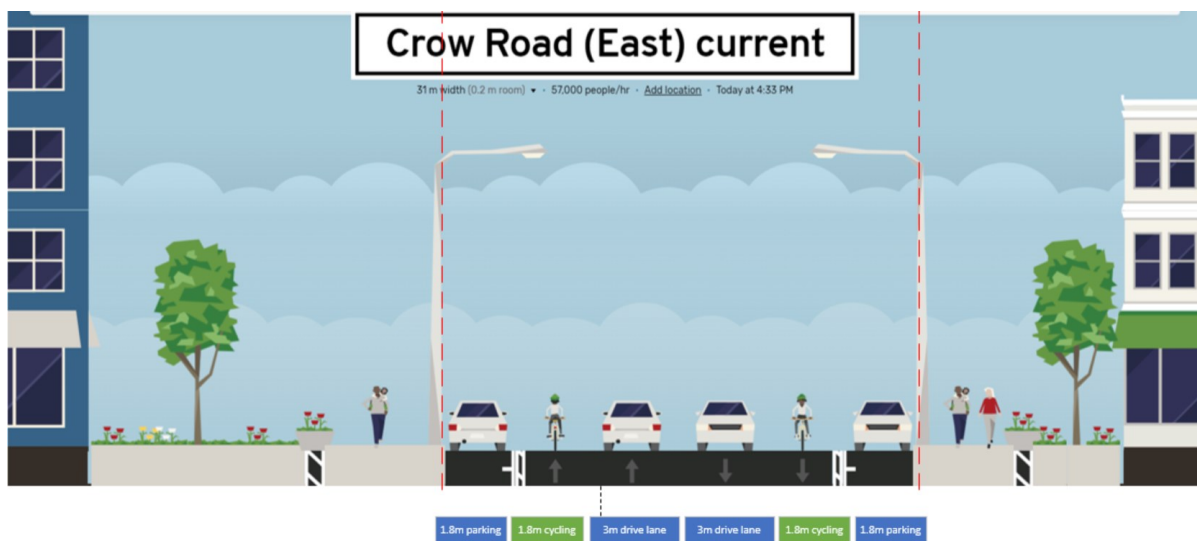 Crow Road (East) current
31 m width (0.2 m room) ▾ · 57,000 people/hr · Add location · Today at 4:33 PM
1.8m parking 1.8m cycling 3m drive lane 3m drive lane 1.8m cycling 1.8m parking